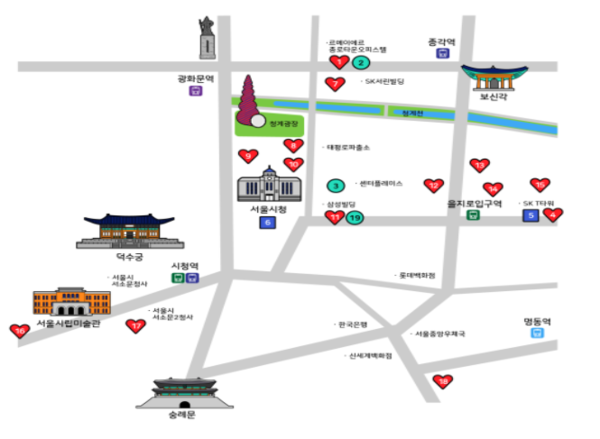 르메이에르
종로타운오피스텔
종각역
1
2
광화문역
7
SK서린빌딩
보신각
청계천
청계광장
8
태평로파출소
9
10
13
3
센터플레이스
12
14
15
서울시청
삼성빌딩
을지로입구역
SK T타워
6
11
19
5
4
덕수궁
시청역
서울시
서소문청사
롯데백화점
서울시
서소문2청사
서울시립미술관
16
17
한국은행
서울중앙우체국
명동역
신세계백화점
18
숭례문